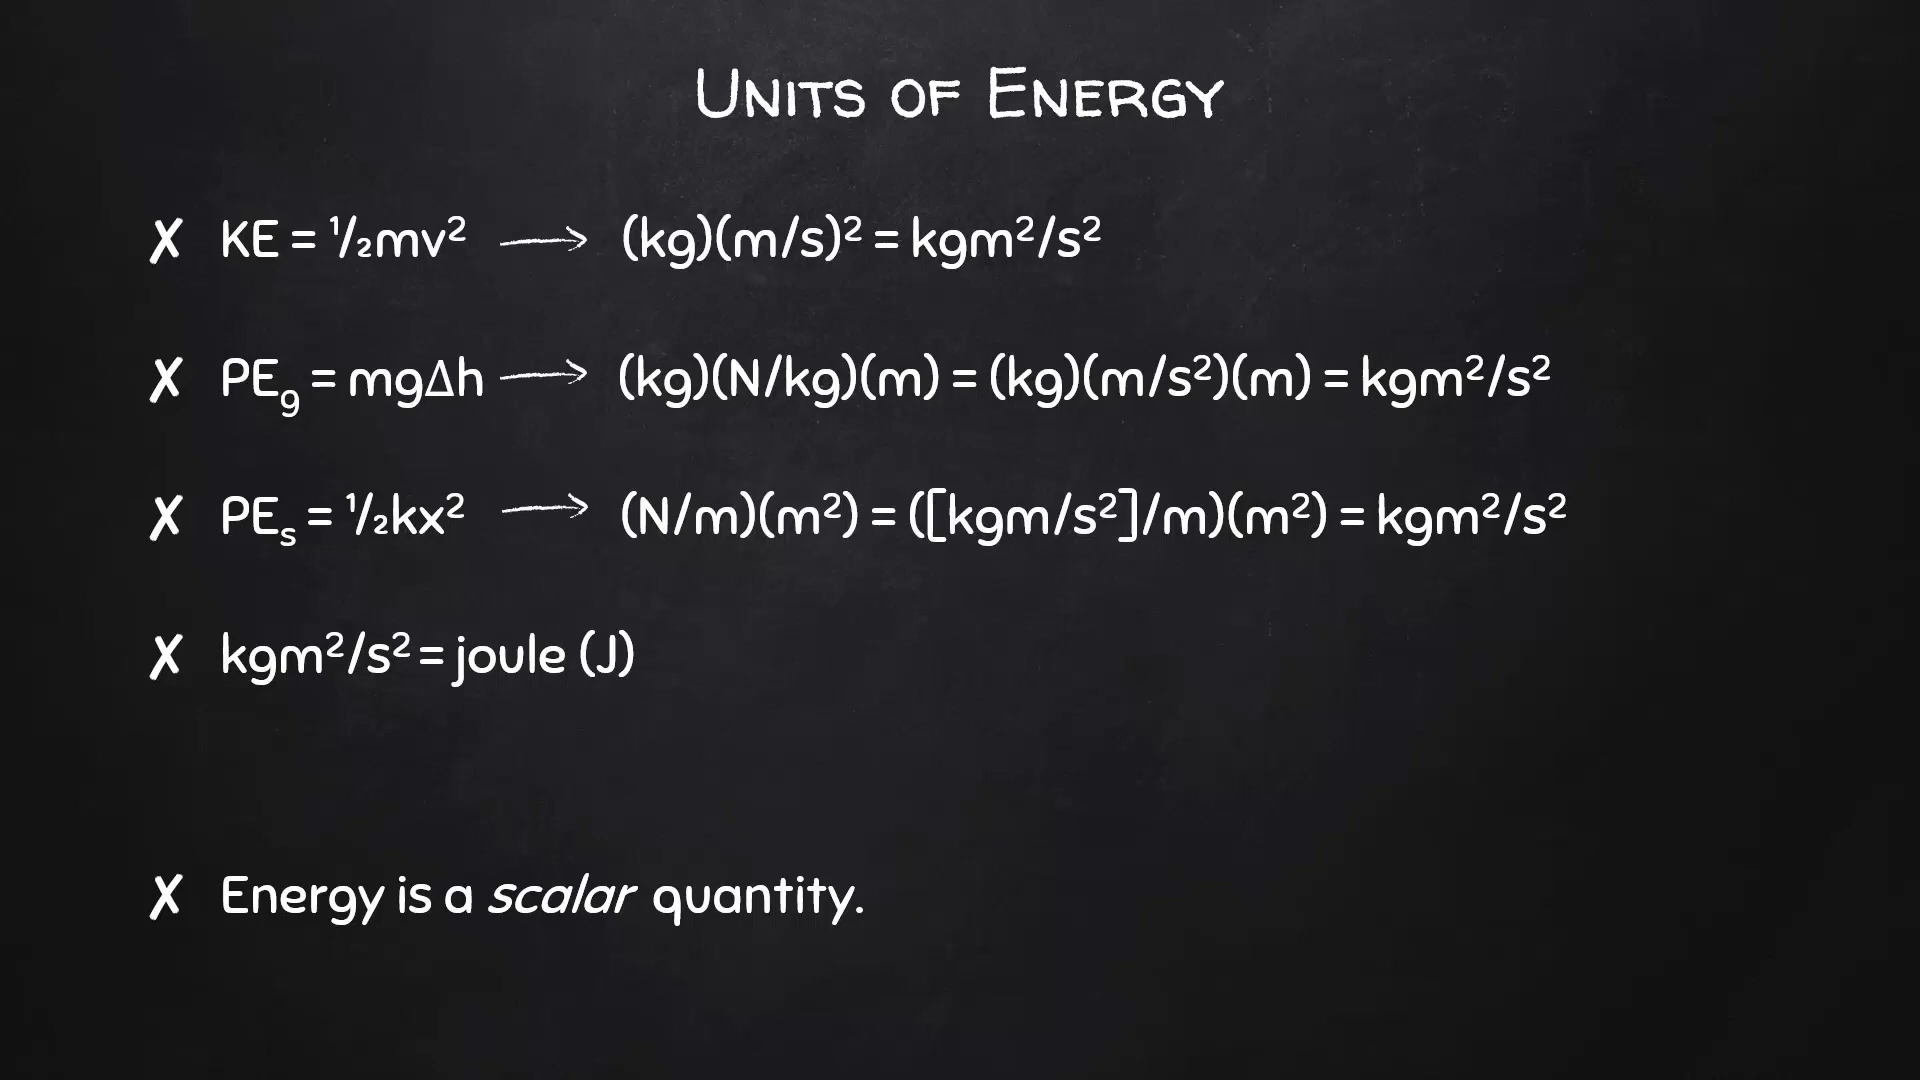 Units of Energy
✗ KE = ½mv² → (kg)(m/s)² = kgm²/s²
✗ PEg = mgΔh → (kg)(N/kg)(m) = (kg)(m/s²)(m) = kgm²/s²
✗ PEs = ½kx² → (N/m)(m²) = ([kgm/s²]/m)(m²) = kgm²/s²
✗ kgm²/s² = joule (J)
✗ Energy is a scalar quantity.